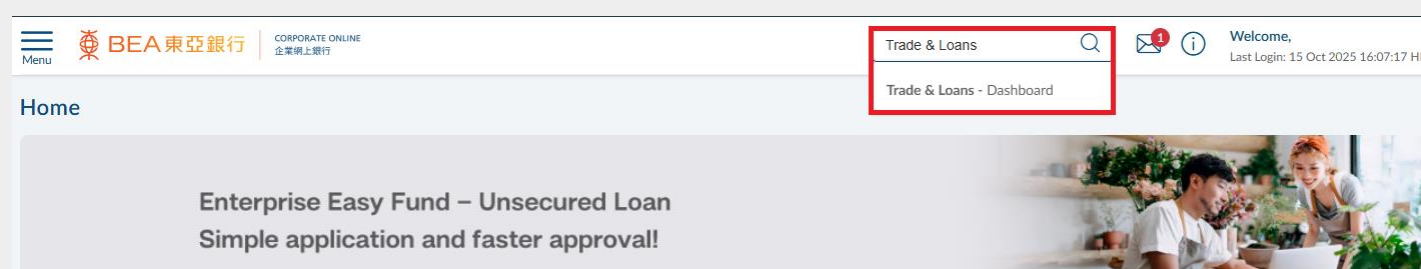 Menu
BEA東亞銀行
CORPORATE ONLINE
企業網上銀行
Trade & Loans
Trade & Loans - Dashboard
1
i
Welcome,
Last Login: 15 Oct 2025 16:07:17 H
Home
Enterprise Easy Fund – Unsecured Loan
Simple application and faster approval!